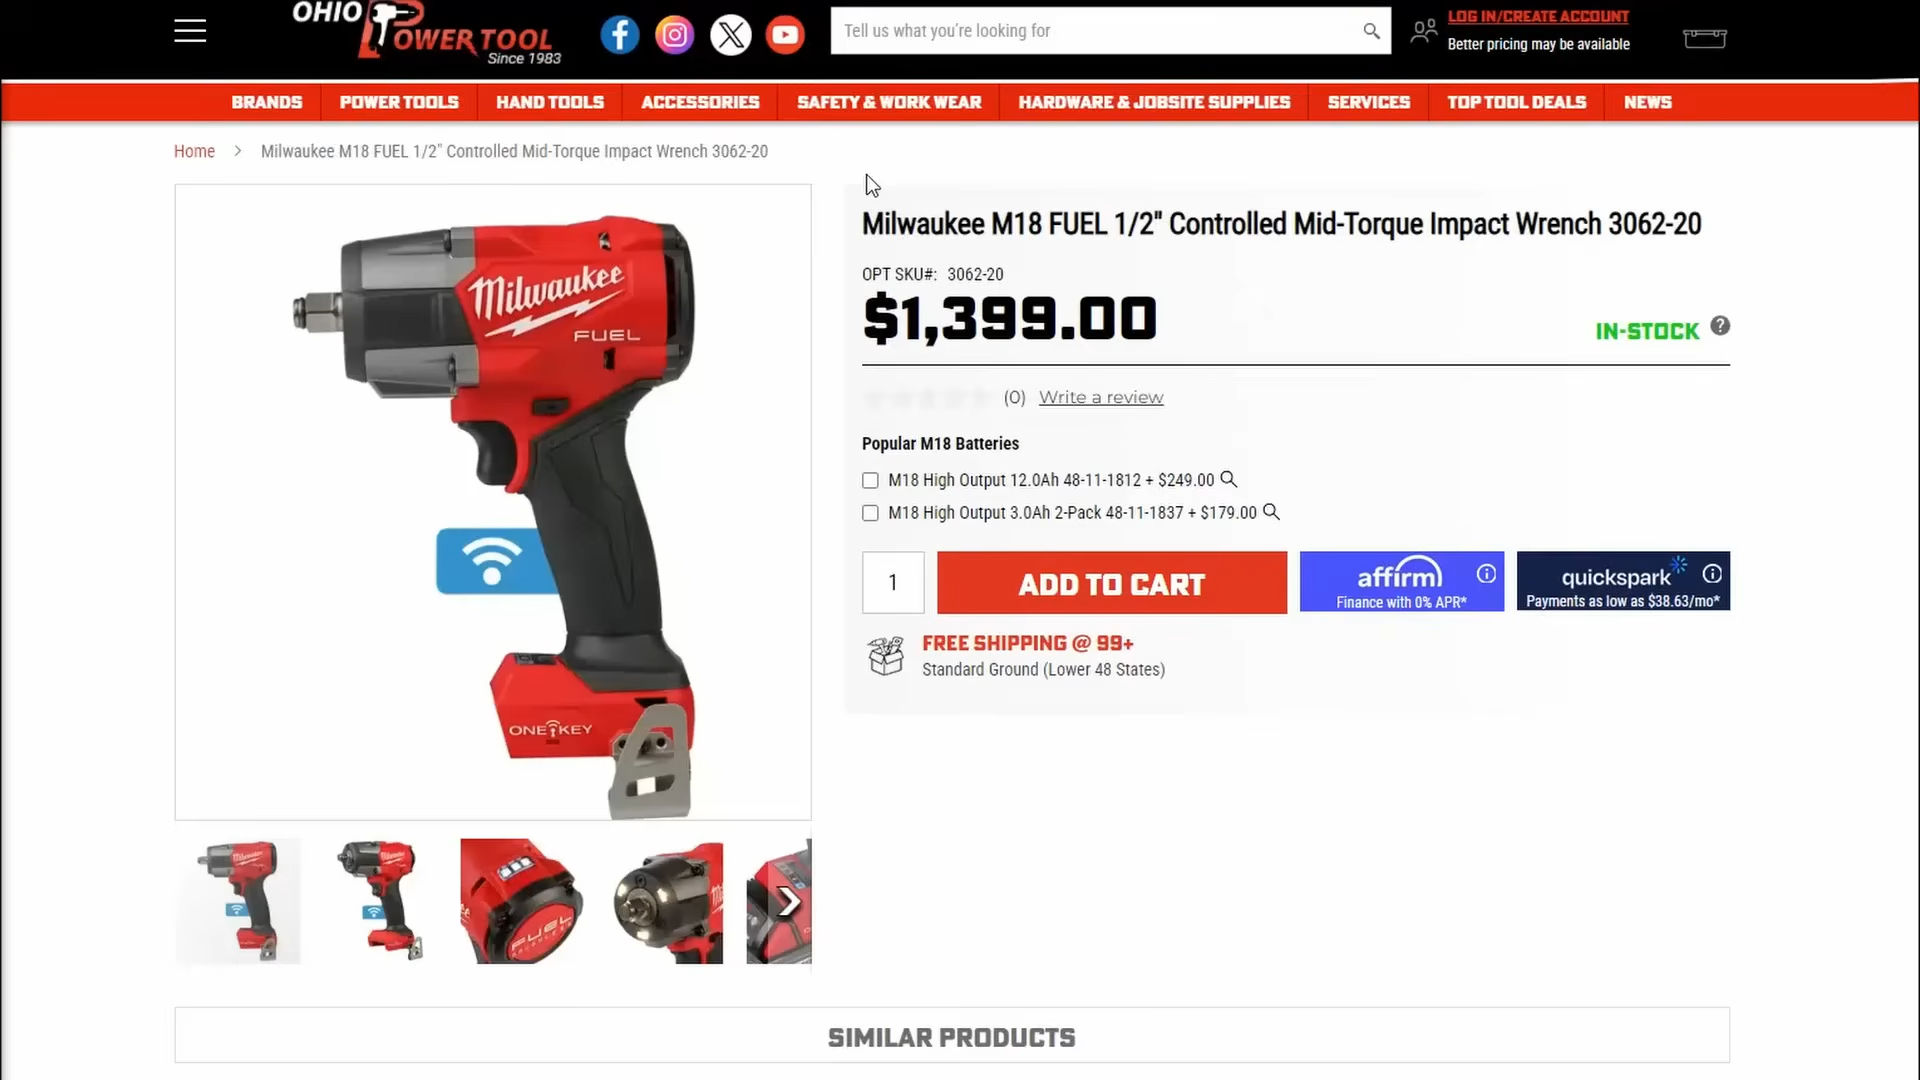 OHIO
POWER TOOL
Since 1983
Tell us what you're looking for
LOG IN/CREATE ACCOUNT
Better pricing may be available
BRANDS
POWER TOOLS
HAND TOOLS
ACCESSORIES
SAFETY & WORK WEAR
HARDWARE & JOBSITE SUPPLIES
SERVICES
TOP TOOL DEALS
NEWS
Home > Milwaukee M18 FUEL 1/2" Controlled Mid-Torque Impact Wrench 3062-20
Milwaukee
FUEL
ONE KEY
Milwaukee M18 FUEL 1/2" Controlled Mid-Torque Impact Wrench 3062-20
OPT SKU#: 3062-20
$1,399.00
IN-STOCK ?
(0) Write a review
Popular M18 Batteries
M18 High Output 12.0Ah 48-11-1812 + $249.00
M18 High Output 3.0Ah 2-Pack 48-11-1837 + $179.00
1
ADD TO CART
affirm
Finance with 0% APR*
quickspark
Payments as low as $38.63/mo*
FREE SHIPPING @ 99+
Standard Ground (Lower 48 States)
FUEL
SIMILAR PRODUCTS